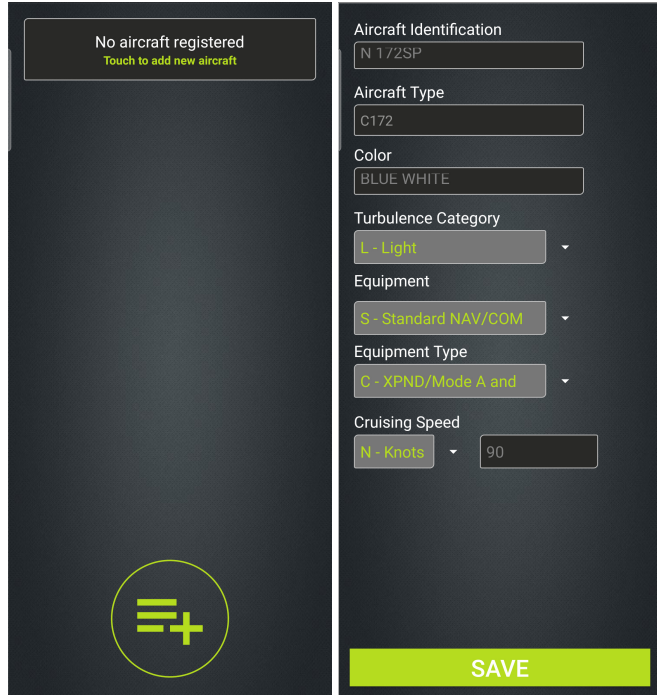 No aircraft registered
Touch to add new aircraft
Aircraft Identification
N 172SP
Aircraft Type
C172
Color
BLUE WHITE
Turbulence Category
L - Light
Equipment
S - Standard NAV/COM
Equipment Type
C - XPND/Mode A and
Cruising Speed
N - Knots 90
SAVE